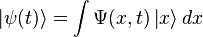 |ψ(t)⟩ = ∫ Ψ(x, t) |x⟩ dx